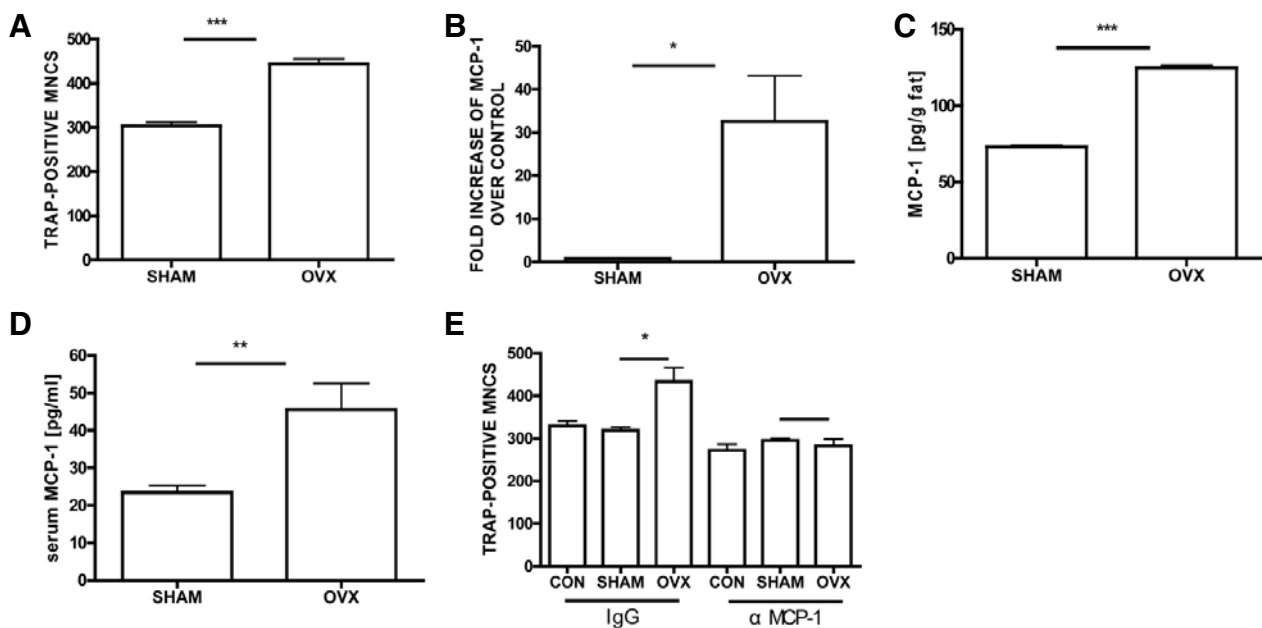 A
***
TRAP-POSITIVE MNCS
500
400
300
200
100
0
SHAM OVX
B
*
FOLD INCREASE OF MCP-1
OVER CONTROL
50
40
30
20
10
0
SHAM OVX
C
***
MCP-1 [pg/g fat]
150
100
50
0
SHAM OVX
D
**
serum MCP-1 [pg/ml]
60
50
40
30
20
10
0
SHAM OVX
E
*
TRAP-POSITIVE MNCS
500
400
300
200
100
0
CON SHAM OVX CON SHAM OVX
IgG α MCP-1